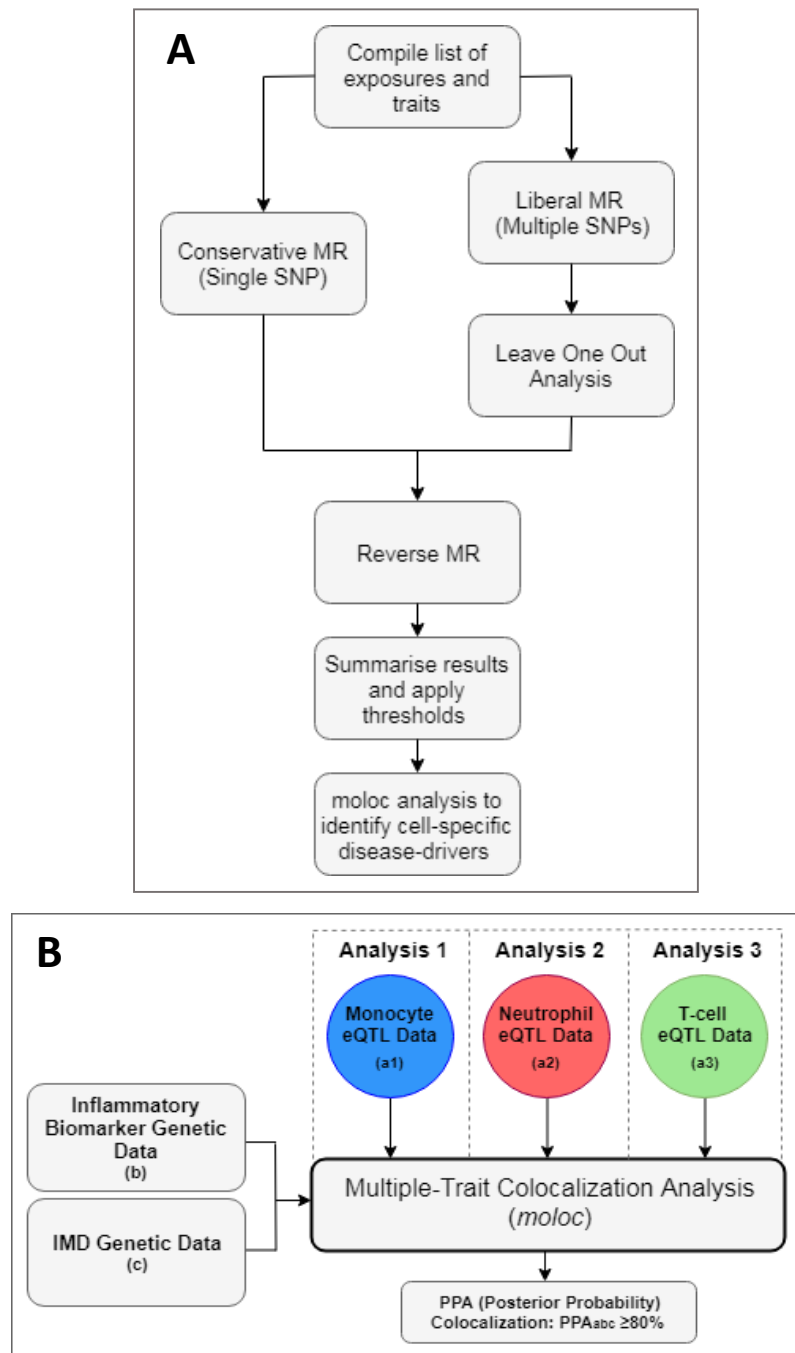 A
Compile list of
exposures and
traits
Liberal MR
(Multiple SNPs)
Conservative MR
(Single SNP)
Leave One Out
Analysis
Reverse MR
Summarise results
and apply
thresholds
moloc analysis to
identify cell-specific
disease-drivers
B
Analysis 1
Analysis 2
Analysis 3
Monocyte
eQTL Data
(a1)
Neutrophil
eQTL Data
(a2)
T-cell
eQTL Data
(a3)
Inflammatory
Biomarker Genetic
Data
(b)
IMD Genetic Data
(c)
Multiple-Trait Colocalization Analysis
(moloc)
PPA (Posterior Probability)
Colocalization: PPAabc ≥80%